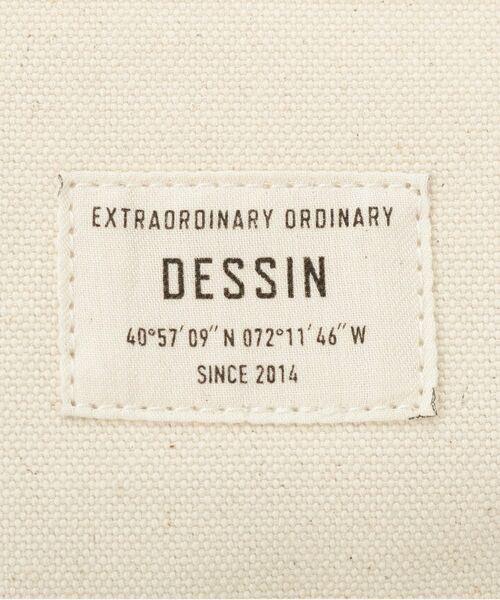 EXTRAORDINARY ORDINARY
DESSIN
40°57′09″N 072°11′46″W
SINCE 2014